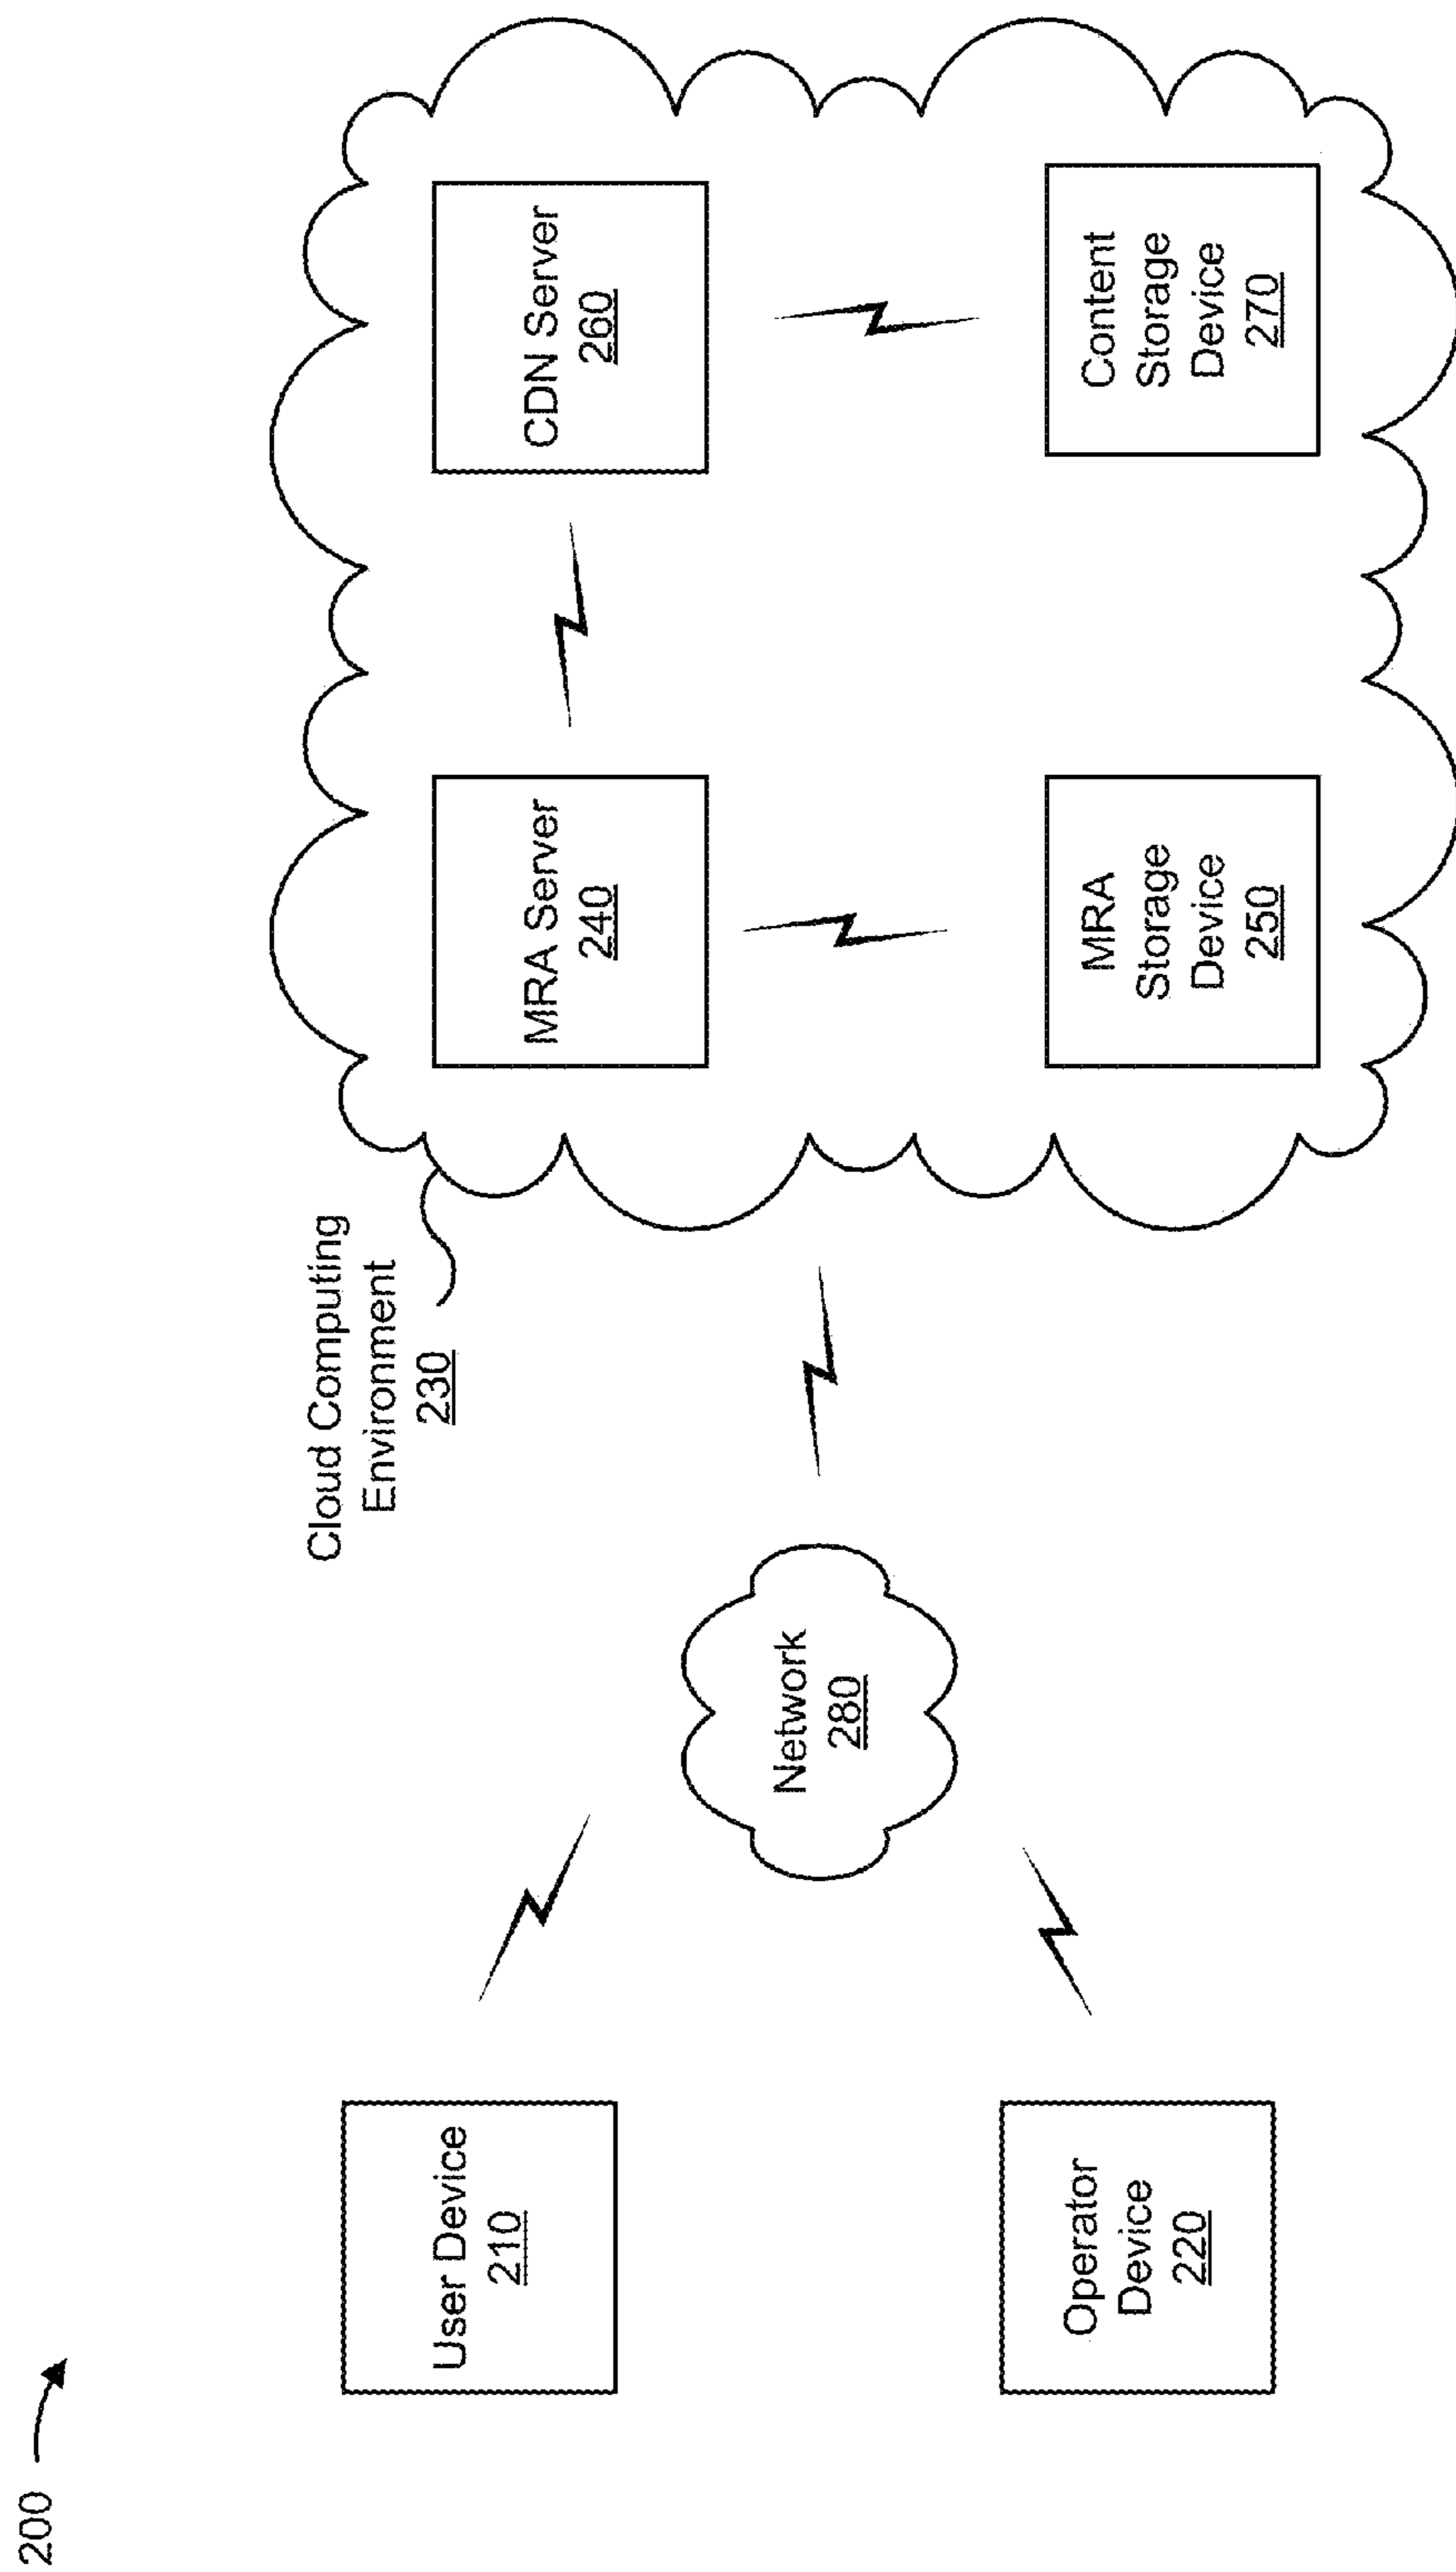 200
Cloud Computing
Environment
230
User Device
210
MRA Server
240
CDN Server
260
Network
280
Operator
Device
220
MRA
Storage
Device
250
Content
Storage
Device
270